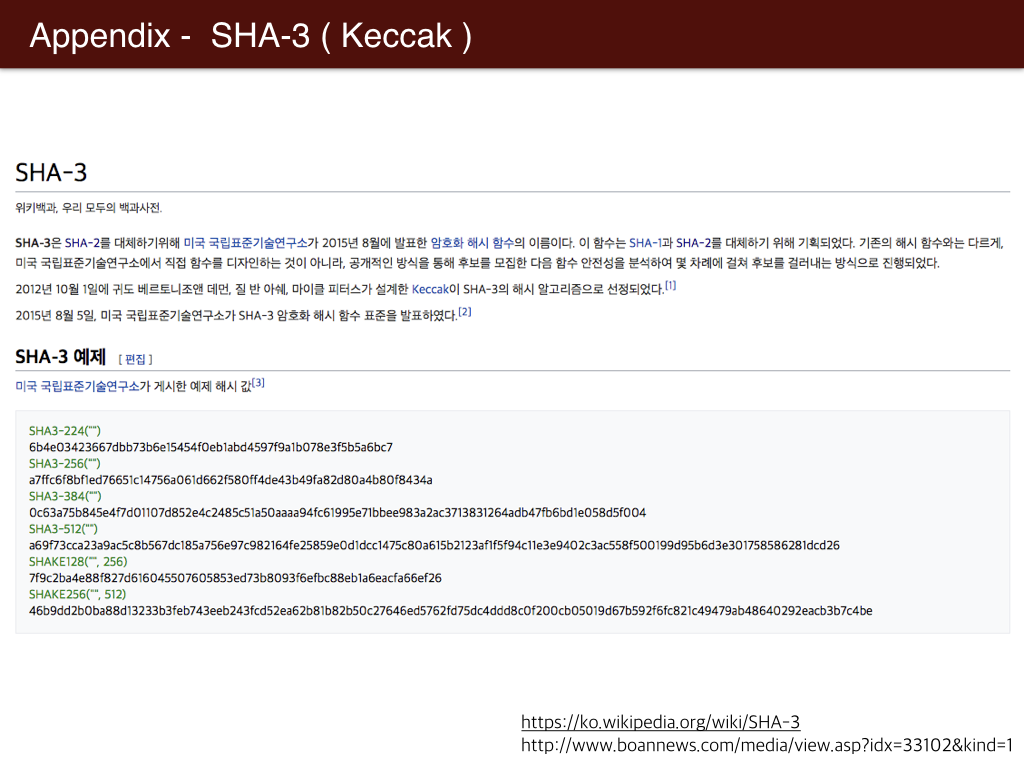 Appendix - SHA-3 ( Keccak )
SHA-3
위키백과, 우리 모두의 백과사전.
SHA-3은 SHA-2를 대체하기위해 미국 국립표준기술연구소가 2015년 8월에 발표한 암호화 해시 함수의 이름이다. 이 함수는 SHA-1과 SHA-2를 대체하기 위해 기획되었다. 기존의 해시 함수와는 다르게,
미국 국립표준기술연구소에서 직접 함수를 디자인하는 것이 아니라, 공개적인 방식을 통해 후보를 모집한 다음 함수 안전성을 분석하여 몇 차례에 걸쳐 후보를 걸러내는 방식으로 진행되었다.
2012년 10월 1일에 귀도 베르토니조앤 데먼, 질 반 아쉐, 마이클 피터스가 설계한 Keccak이 SHA-3의 해시 알고리즘으로 선정되었다.[1]
2015년 8월 5일, 미국 국립표준기술연구소가 SHA-3 암호화 해시 함수 표준을 발표하였다.[2]
SHA-3 예제 [ 편집 ]
미국 국립표준기술연구소가 게시한 예제 해시 값[3]
SHA3-224("")
6b4e03423667dbb73b6e15454f0eb1abd4597f9a1b078e3f5b5a6bc7
SHA3-256("")
a7ffc6f8bf1ed76651c14756a061d662f580ff4de43b49fa82d80a4b80f8434a
SHA3-384("")
0c63a75b845e4f7d01107d852e4c2485c51a50aaaa94fc61995e71bbee983a2ac3713831264adb47fb6bd1e058d5f004
SHA3-512("")
a69f73cca23a9ac5c8b567dc185a756e97c982164fe25859e0d1dcc1475c80a615b2123af1f5f94c11e3e9402c3ac558f500199d95b6d3e301758586281dcd26
SHAKE128("", 256)
7f9c2ba4e88f827d616045507605853ed73b8093f6efbc88eb1a6eacfa66ef26
SHAKE256("", 512)
46b9dd2b0ba88d13233b3feb743eeb243fcd52ea62b81b82b50c27646ed5762fd75dc4ddd8c0f200cb05019d67b592f6fc821c49479ab48640292eacb3b7c4be
https://ko.wikipedia.org/wiki/SHA-3
http://www.boannews.com/media/view.asp?idx=33102&kind=1